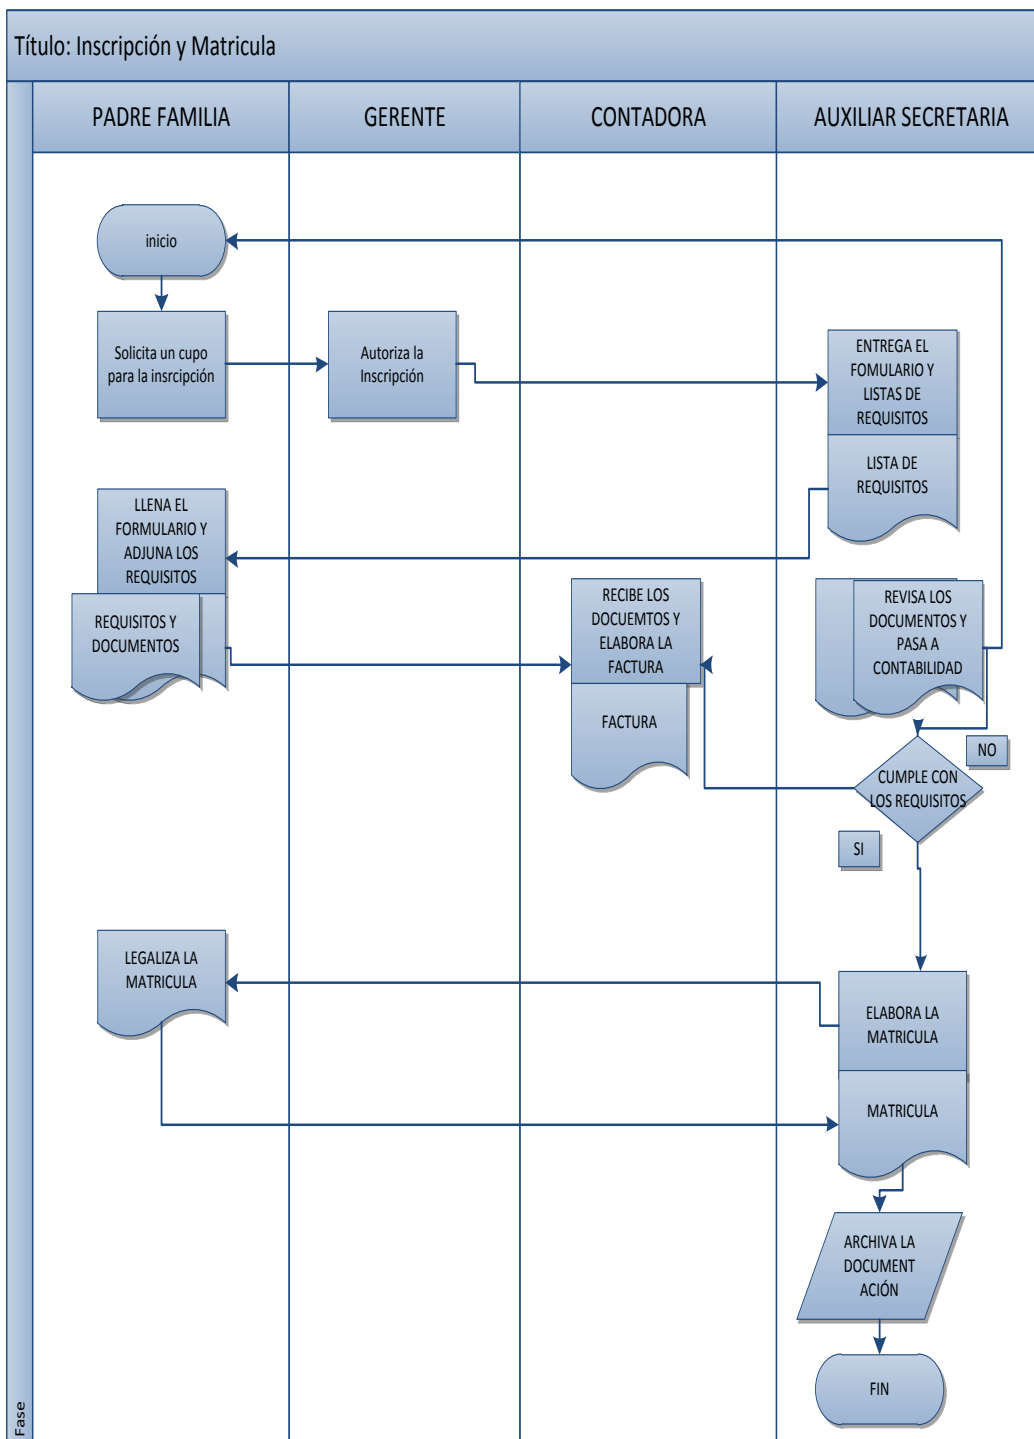 Título: Inscripción y Matricula
PADRE FAMILIA
GERENTE
CONTADORA
AUXILIAR SECRETARIA
inicio
Solicita un cupo
para la insrcipción
Autoriza la
Inscripción
ENTREGA EL
FOMULARIO Y
LISTAS DE
REQUISITOS
LISTA DE
REQUISITOS
LLENA EL
FORMULARIO Y
ADJUNA LOS
REQUISITOS
REQUISITOS Y
DOCUMENTOS
RECIBE LOS
DOCUEMTOS Y
ELABORA LA
FACTURA
FACTURA
REVISA LOS
DOCUMENTOS Y
PASA A
CONTABILIDAD
NO
CUMPLE CON
LOS REQUISITOS
SI
LEGALIZA LA
MATRICULA
ELABORA LA
MATRICULA
MATRICULA
ARCHIVA LA
DOCUMENT
ACIÓN
FIN
Fase